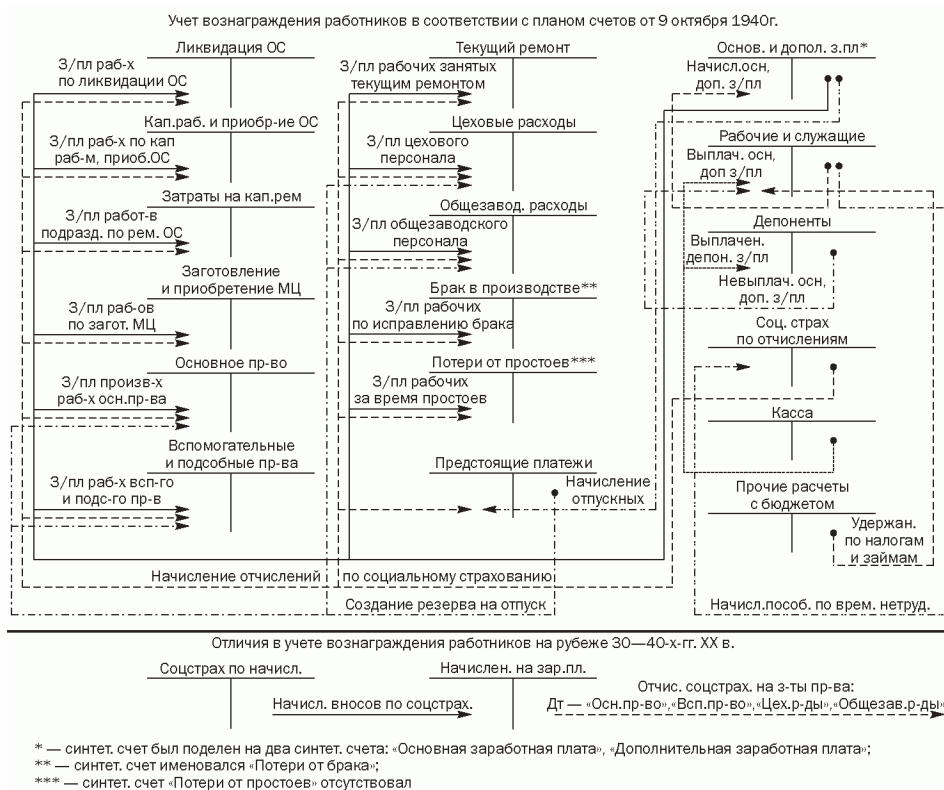 Учет вознаграждения работников в соответствии с планом счетов от 9 октября 1940г.
Ликвидация ОС
З/пл раб-х
по ликвидации ОС
Кап.раб. и приобр-ие ОС
З/пл раб-х по кап
раб-м, приоб.ОС
Затраты на кап.рем
З/пл работ-в
подразд. по рем. ОС
Заготовление
и приобретение МЦ
З/пл раб-ов
по загот. МЦ
Основное пр-во
З/пл произв-х
раб-х осн.пр-ва
Вспомогательные
и подсобные пр-ва
З/пл раб-х всп-го
и подс-го пр-в
Текущий ремонт
З/пл рабочих занятых
текущим ремонтом
Цеховые расходы
З/пл цехового
персонала
Общезавод. расходы
З/пл общезаводского
персонала
Брак в производстве**
З/пл рабочих
по исправлению брака
Потери от простоев***
З/пл рабочих
за время простоев
Предстоящие платежи
Начисление
отпускных
Основ. и допол. з.пл*
Начисл.осн,
доп. з/пл
Рабочие и служащие
Выплач. осн,
доп з/пл
Депоненты
Выплачен.
депон. з/пл
Невыплач. осн,
доп. з/пл
Соц. страх
по отчислениям
Касса
Прочие расчеты
с бюджетом
Удержан.
по налогам
и займам
Начисление отчислений по социальному страхованию
Создание резерва на отпуск
Начисл.пособ. по врем. нетруд.
Отличия в учете вознаграждения работников на рубеже 30—40-х-гг. XX в.
Соцстрах по начисл.
Начислен. на зар.пл.
Начисл. вносов по соцстрах.
Отчис. соцстрах. на з-ты пр-ва:
Дт — «Осн.пр-во»,«Всп.пр-во»,«Цех.р-ды»,«Общезав.р-ды»
* — синтет. счет был поделен на два синтет. счета: «Основная заработная плата», «Дополнительная заработная плата»;
** — синтет. счет именовался «Потери от брака»;
*** — синтет. счет «Потери от простоев» отсутствовал